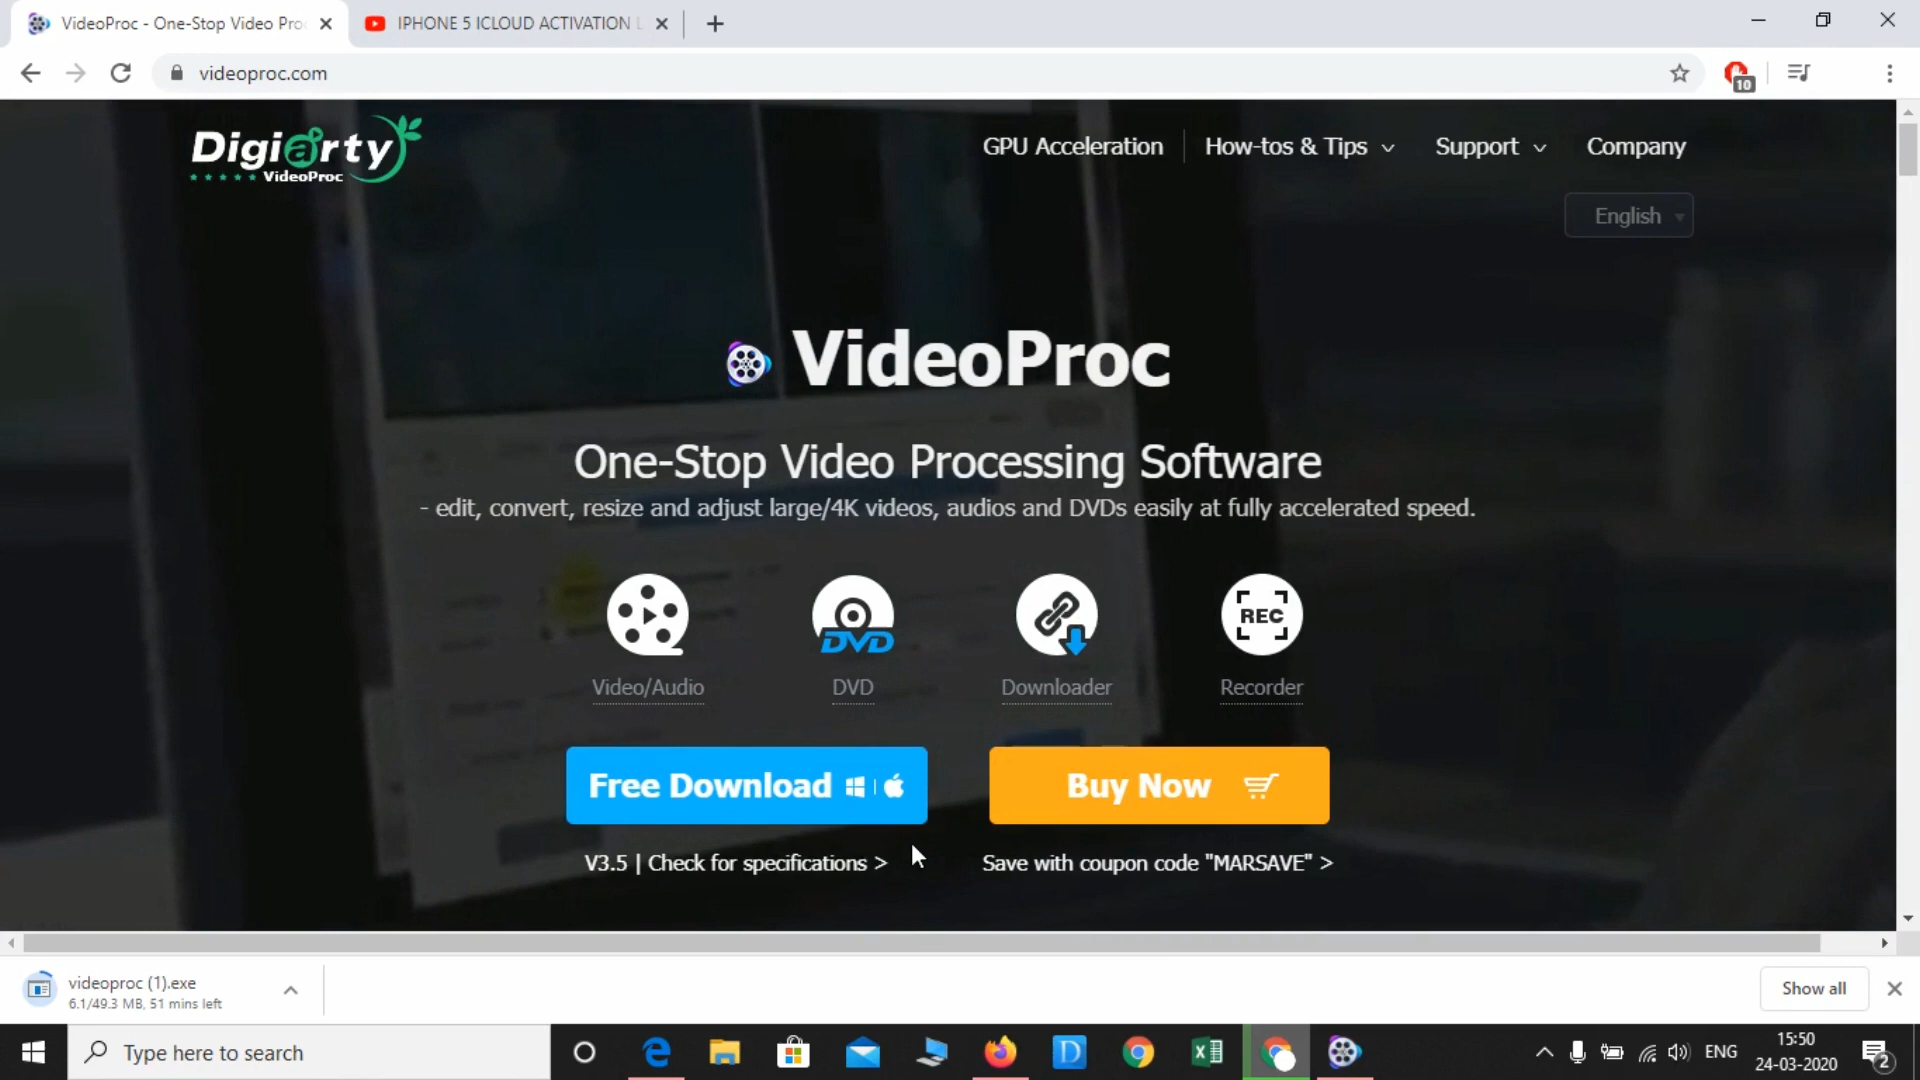 VideoProc - One-Stop Video Pro
IPHONE 5 ICLOUD ACTIVATION L
videoproc.com
10
Digiarty
VideoProc
GPU Acceleration
How-tos & Tips
Support
Company
English
VideoProc
One-Stop Video Processing Software
- edit, convert, resize and adjust large/4K videos, audios and DVDs easily at fully accelerated speed.
DVD
REC
Video/Audio
DVD
Downloader
Recorder
Free Download
Buy Now
V3.5 | Check for specifications >
Save with coupon code "MARSAVE" >
videoproc (1).exe
6.1/49.3 MB, 51 mins left
Show all
Type here to search
D
ENG
15:50
24-03-2020
2